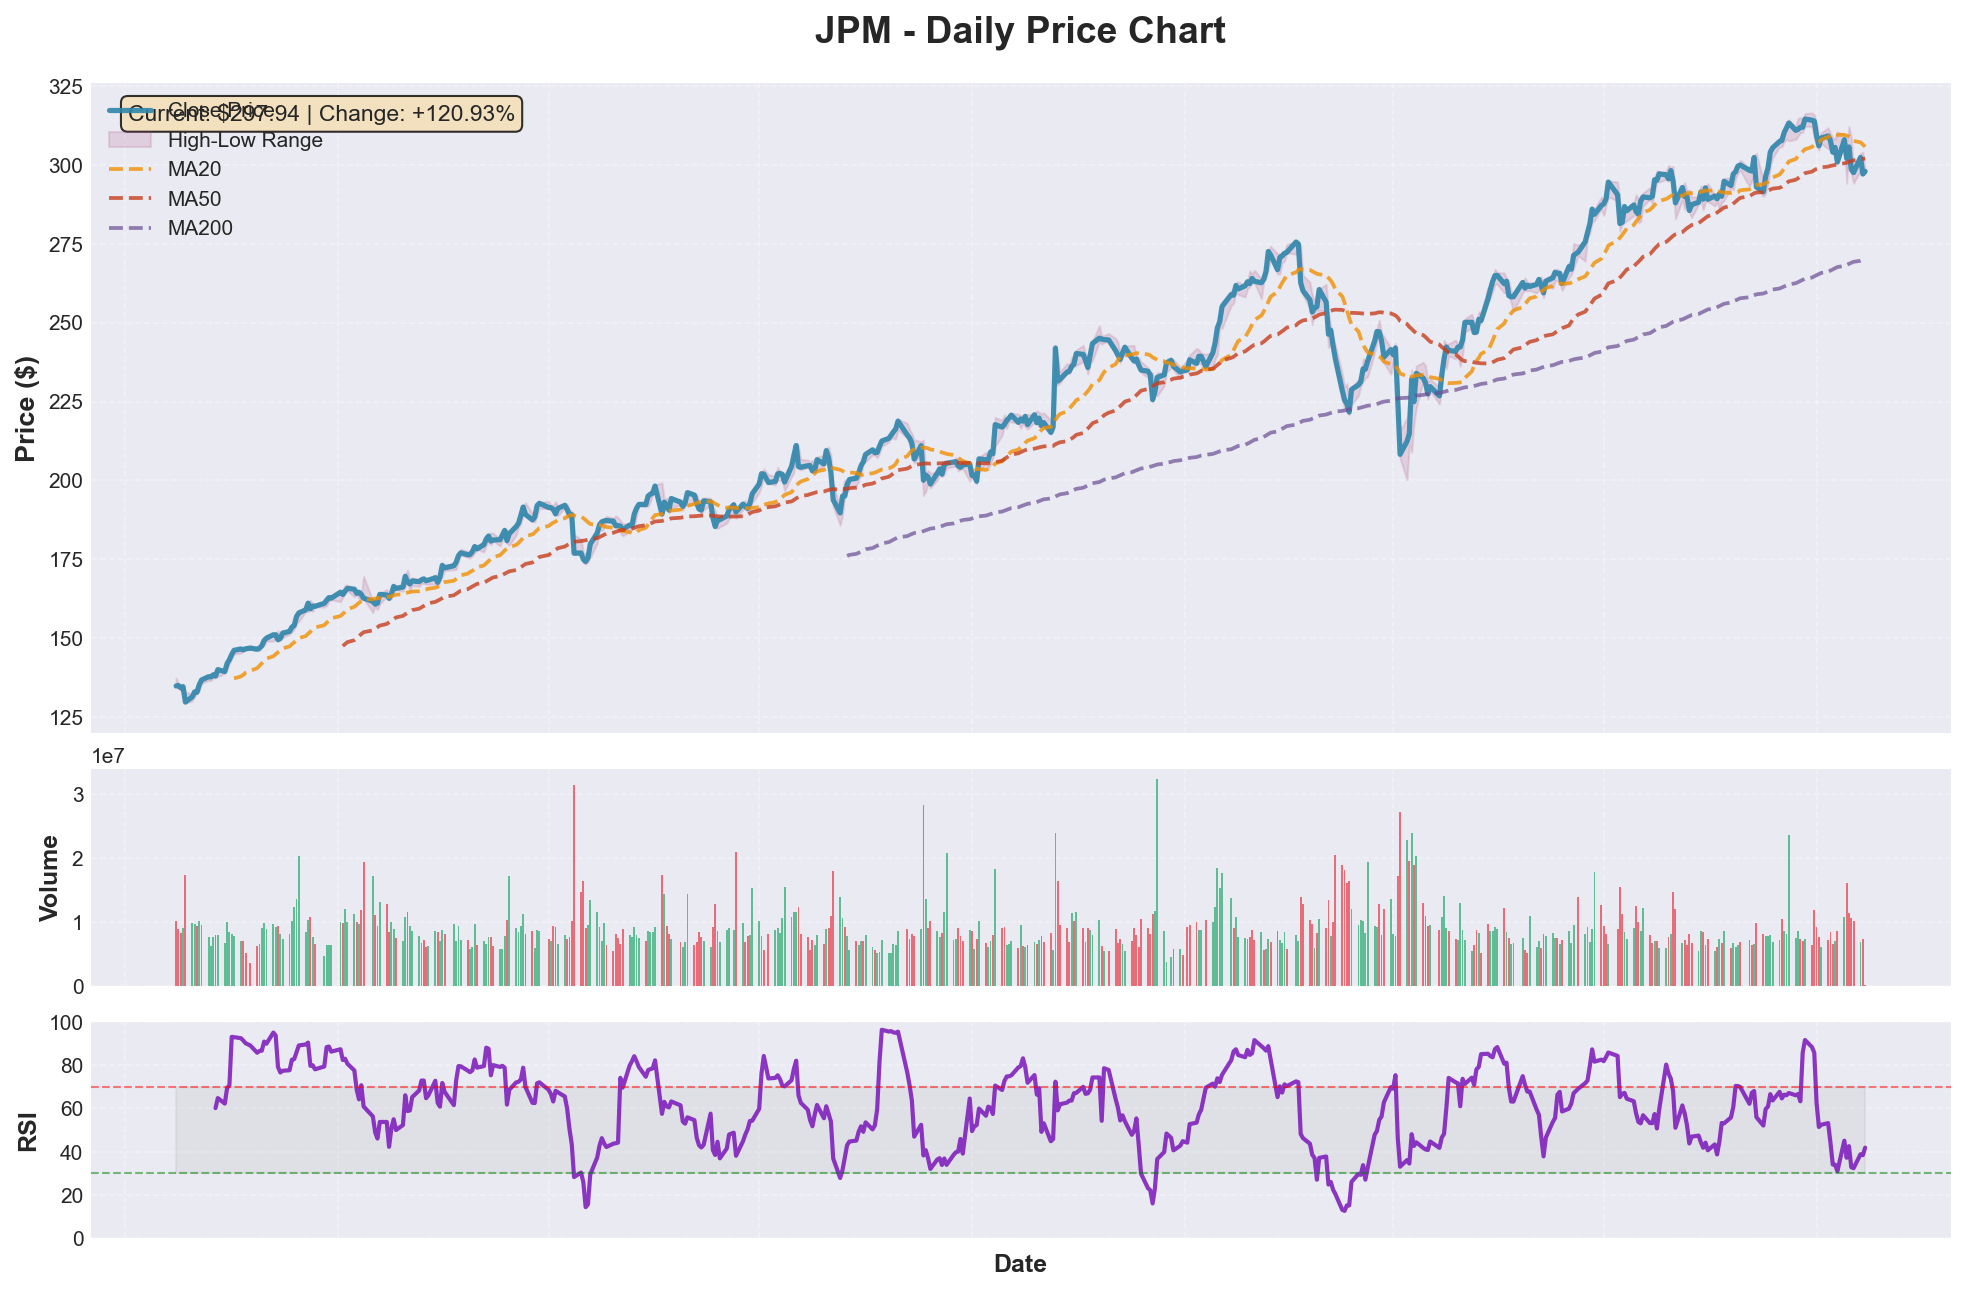 JPM - Daily Price Chart
Price ($)
325
300
275
250
225
200
175
150
125
Current: $297.94 | Change: +120.93%
Close Price
High-Low Range
MA20
MA50
MA200
1e7
Volume
3
2
1
0
RSI
100
80
60
40
20
0
Date